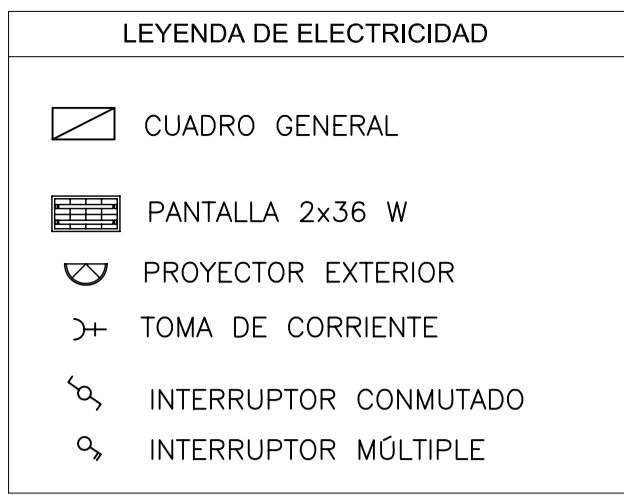 LEYENDA DE ELECTRICIDAD
CUADRO GENERAL
PANTALLA 2x36 W
PROYECTOR EXTERIOR
TOMA DE CORRIENTE
INTERRUPTOR CONMUTADO
INTERRUPTOR MÚLTIPLE